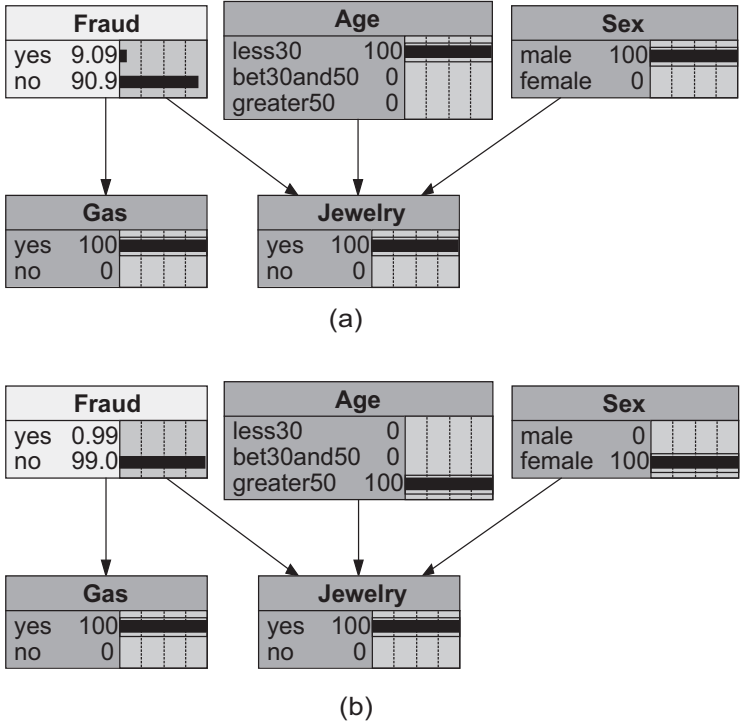 Fraud
yes 9.09
no 90.9
Age
less30 100
bet30and50 0
greater50 0
Sex
male 100
female 0
Gas
yes 100
no 0
Jewelry
yes 100
no 0
(a)
Fraud
yes 0.99
no 99.0
Age
less30 0
bet30and50 0
greater50 100
Sex
male 0
female 100
Gas
yes 100
no 0
Jewelry
yes 100
no 0
(b)